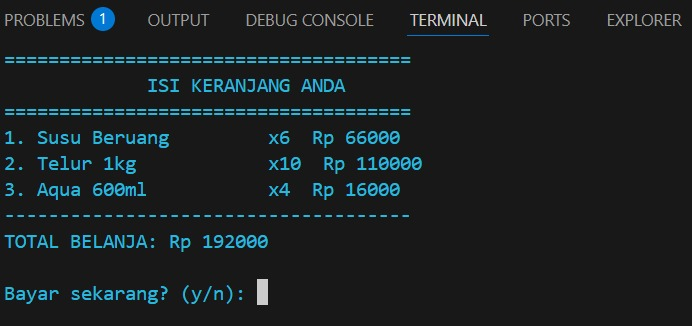 PROBLEMS 1 OUTPUT DEBUG CONSOLE TERMINAL PORTS EXPLORER
=====================================
ISI KERANJANG ANDA
=====================================
1. Susu Beruang x6 Rp 66000
2. Telur 1kg x10 Rp 110000
3. Aqua 600ml x4 Rp 16000
-------------------------------------
TOTAL BELANJA: Rp 192000
Bayar sekarang? (y/n):